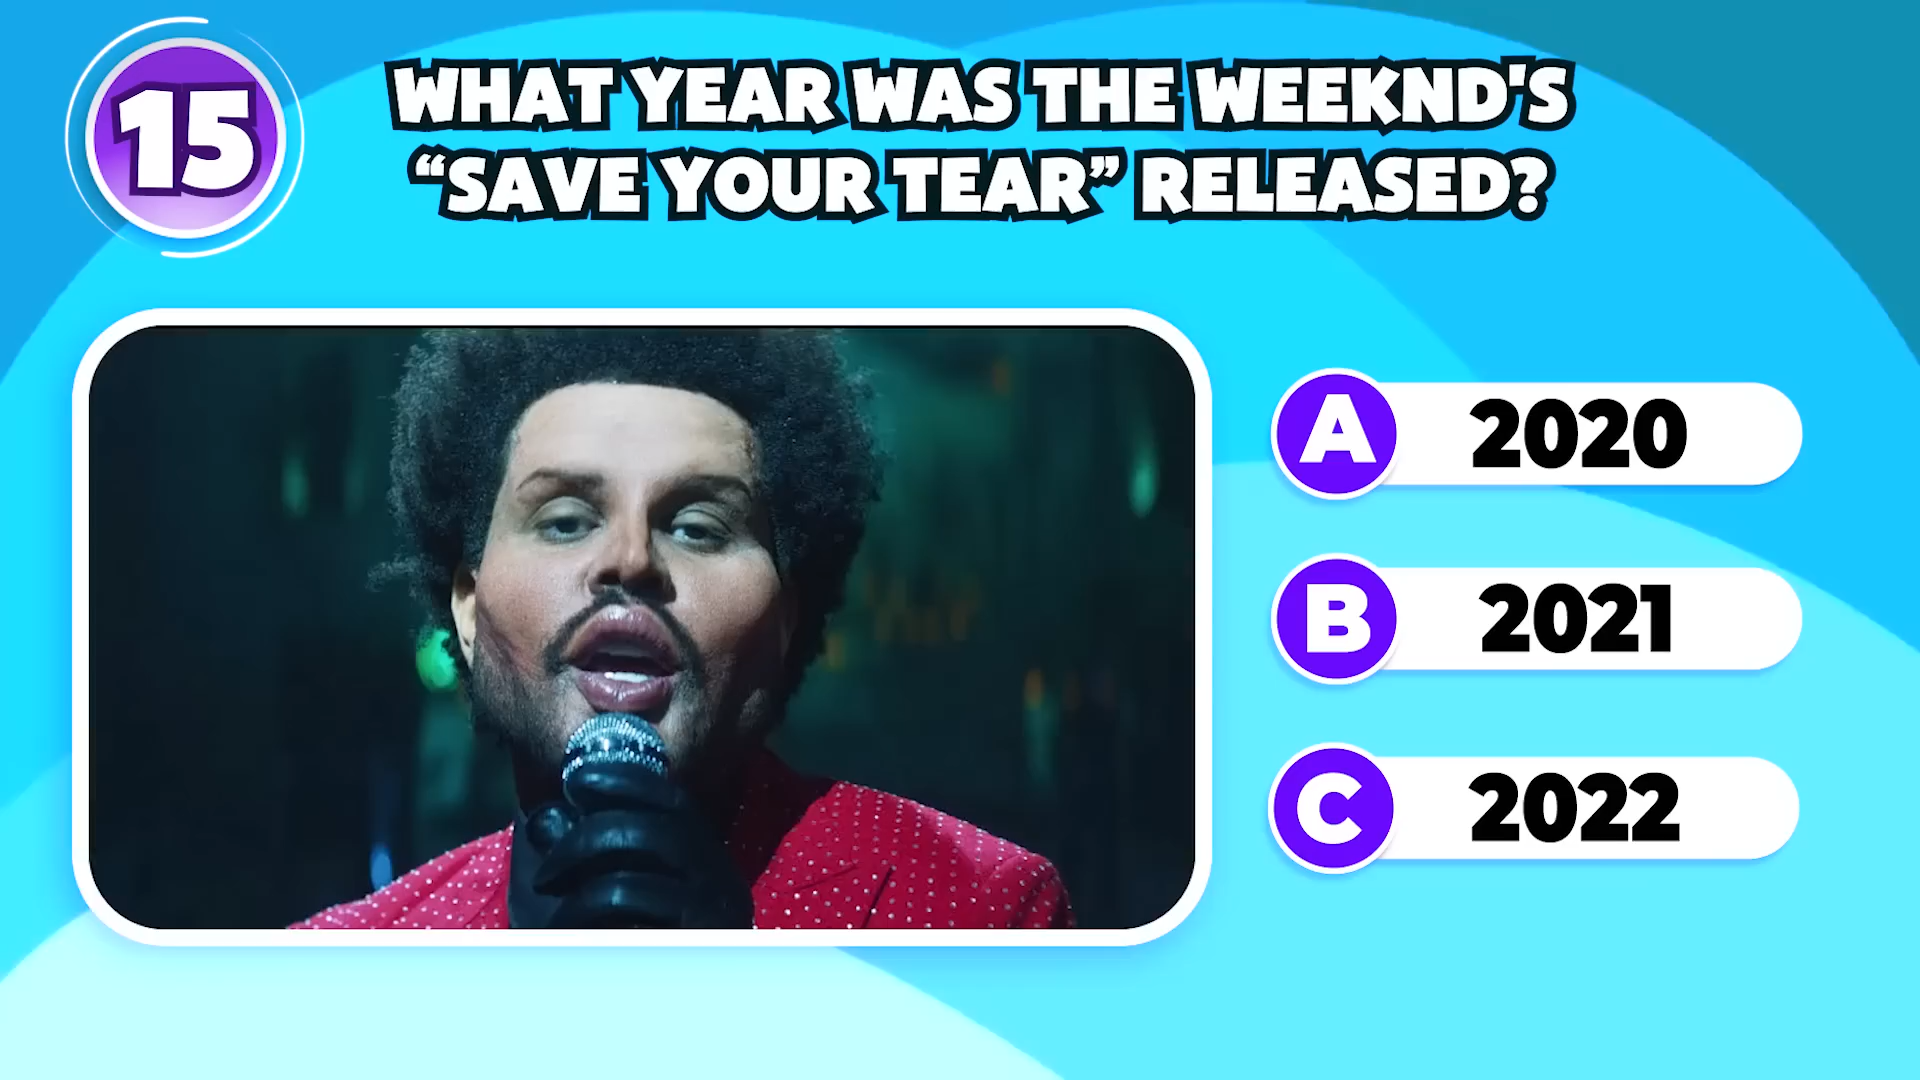 15
WHAT YEAR WAS THE WEEKND'S
“SAVE YOUR TEAR” RELEASED?
A 2020
B 2021
C 2022